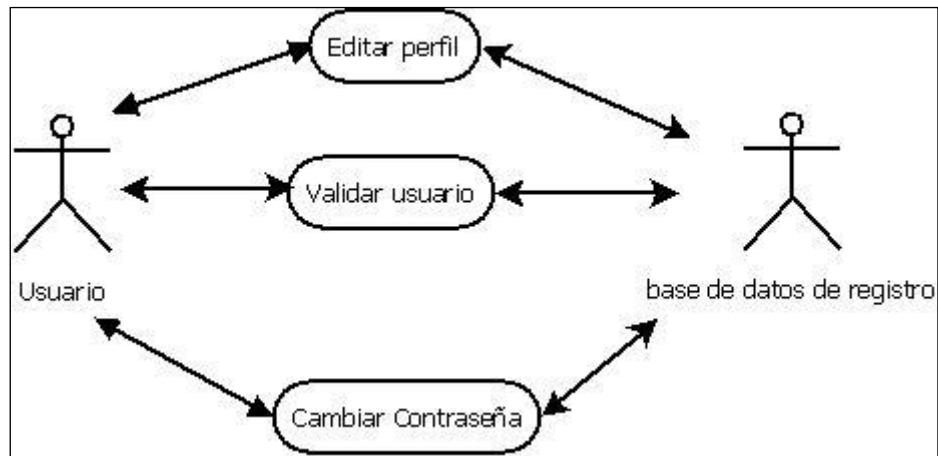 Editar perfil
Validar usuario
Usuario
base de datos de registro
Cambiar Contraseña